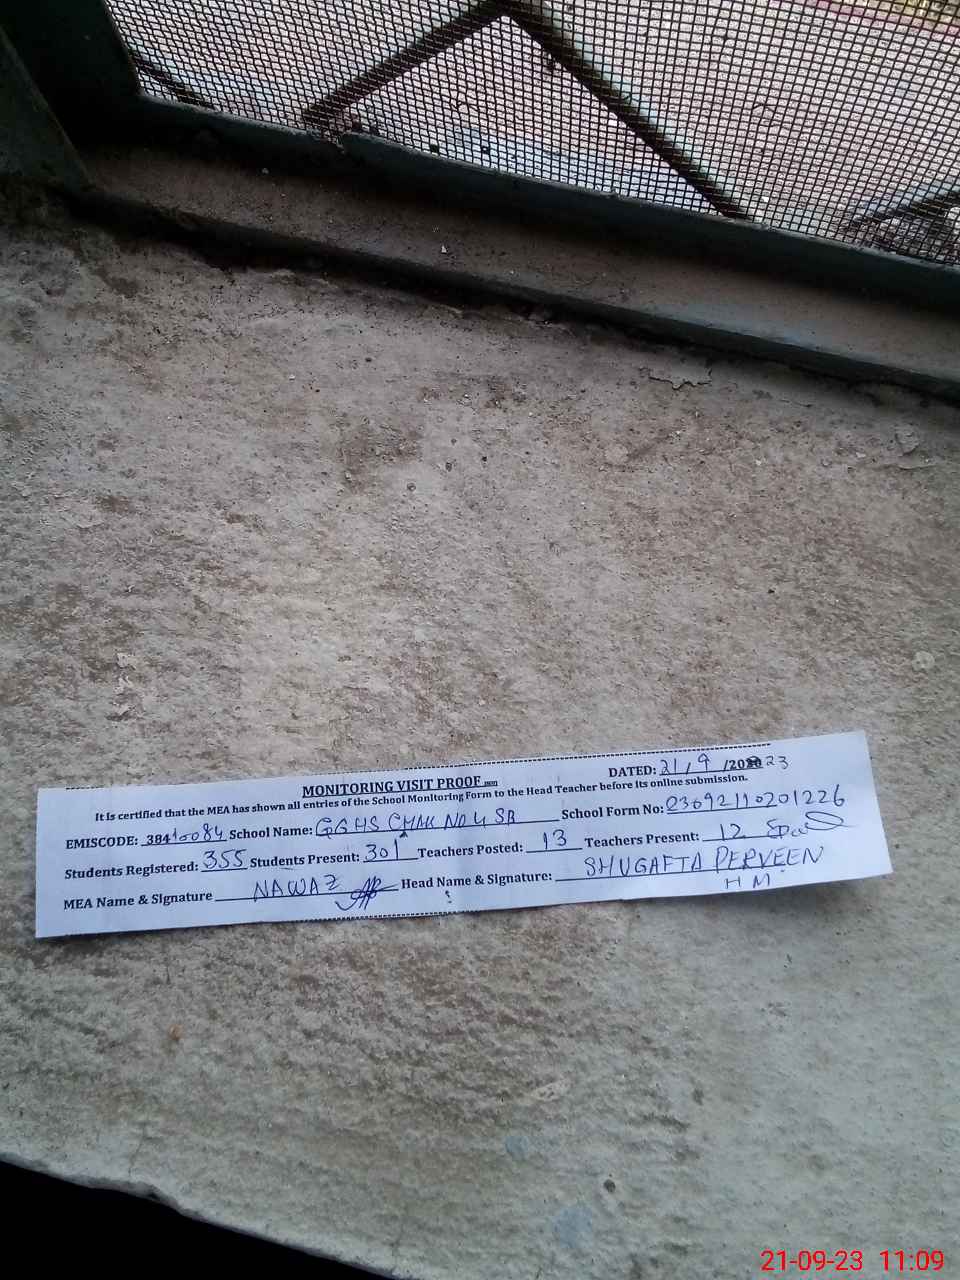 MONITORING VISIT PROOF
DATED: 21/9/2023
It is certified that the MEA has shown all entries of the School Monitoring Form to the Head Teacher before its online submission.
EMISCODE: 38410084 School Name: GGHS CHAK NO 4 SB School Form No: 23092110201226
Students Registered: 355 Students Present: 301 Teachers Posted: 13 Teachers Present: 12
MEA Name & Signature NAWAZ Head Name & Signature: SHUGAFTA PERVEEN
HM
21-09-23 11:09